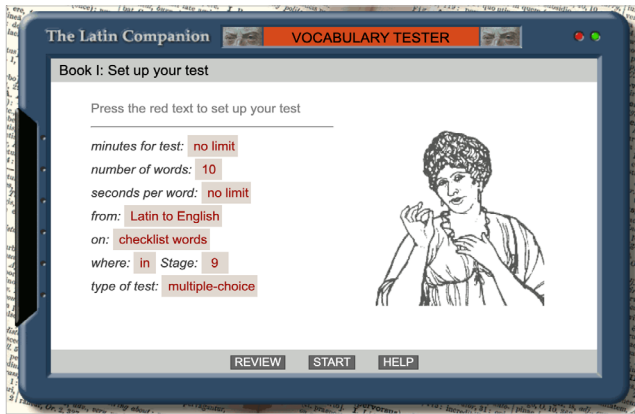 The Latin Companion
VOCABULARY TESTER
Book I: Set up your test
Press the red text to set up your test
minutes for test: no limit
number of words: 10
seconds per word: no limit
from: Latin to English
on: checklist words
where: in Stage: 9
type of test: multiple-choice
REVIEW START HELP